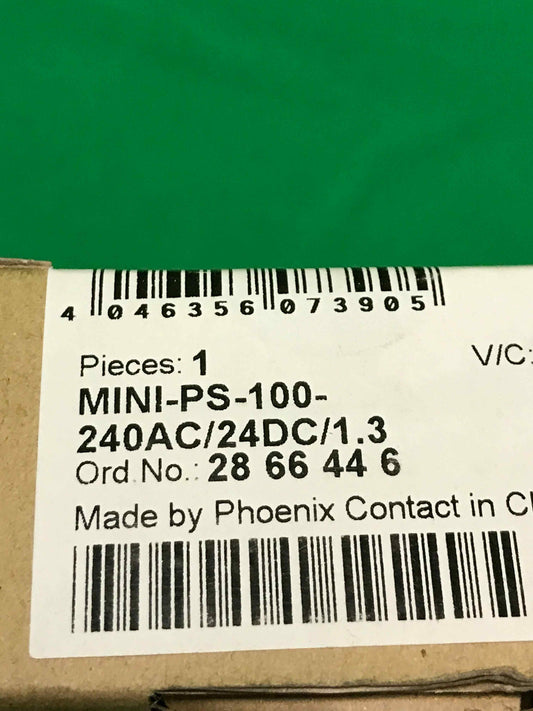 4 046356 073905
Pieces: 1
V/C:
MINI-PS-100-
240AC/24DC/1.3
Ord.No.: 28 66 44 6
Made by Phoenix Contact in C